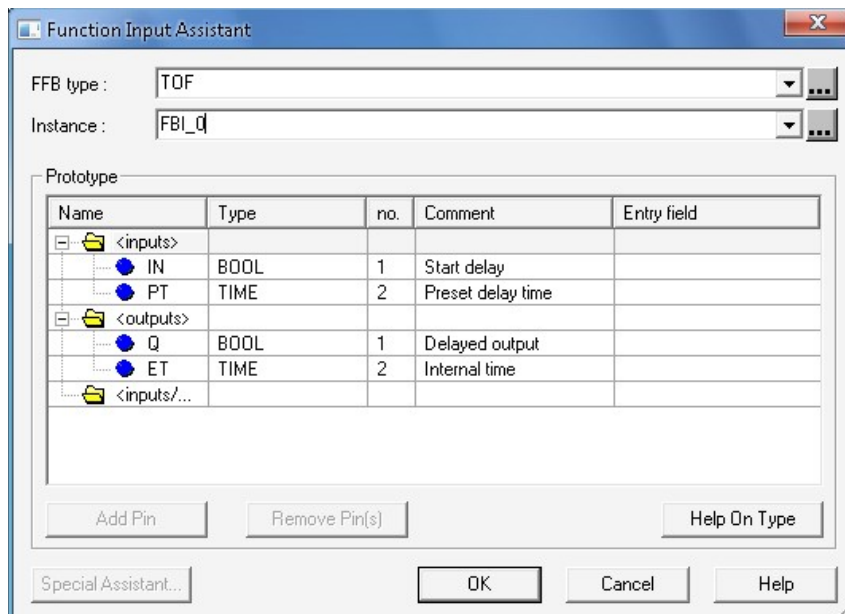 Function Input Assistant
FFB type : TOF
Instance : FBI_0
Prototype
Name Type no. Comment Entry field
<inputs>
IN BOOL 1 Start delay
PT TIME 2 Preset delay time
<outputs>
Q BOOL 1 Delayed output
ET TIME 2 Internal time
<inputs/...
Add Pin Remove Pin(s) Help On Type
Special Assistant... OK Cancel Help